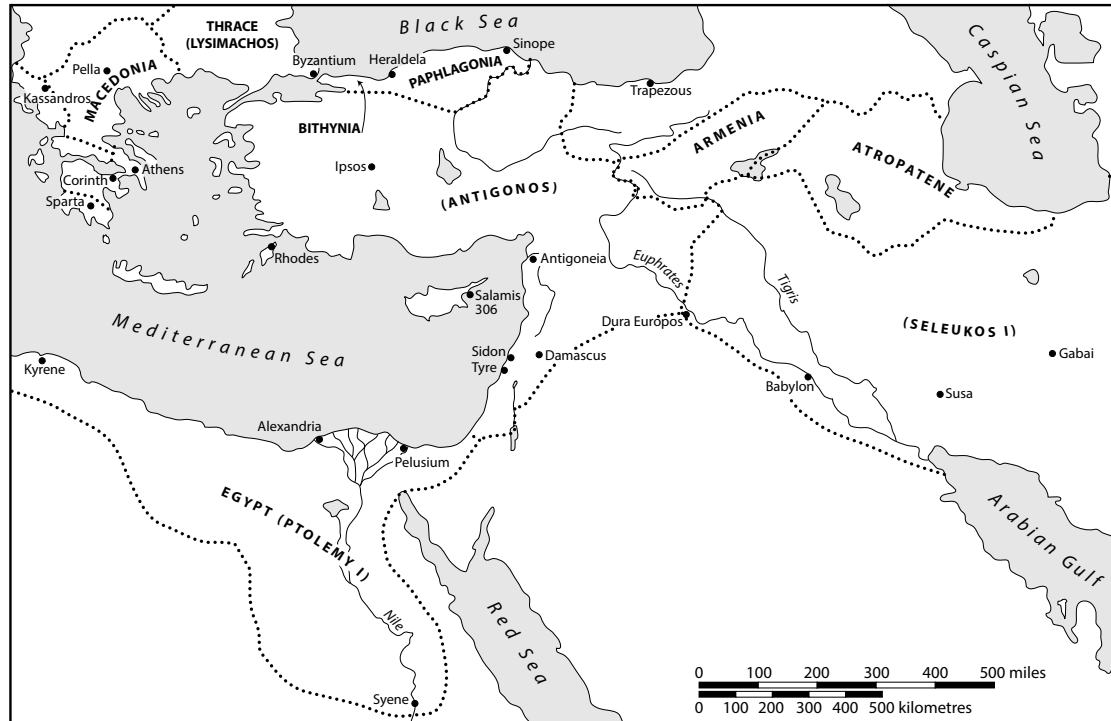 THRACE
(LYSIMACHOS)
Black Sea
Caspian Sea
Byzantium
Heraldela
Sinope
PAPHLAGONIA
Pella
Kassandros
MACEDONIA
Trapezous
BITHYNIA
ARMENIA
ATROPATENE
Ipsos
(ANTIGONOS)
Athens
Corinth
Sparta
Rhodes
Antigoneia
Euphrates
Tigris
Salamis
306
Mediterranean Sea
Dura Europos
(SELEUKOS I)
Kyrene
Sidon
Tyre
Damascus
Gabai
Babylon
Susa
Alexandria
Pelusium
EGYPT (PTOLEMY I)
Arabian Gulf
Nile
Red Sea
Syene
0 100 200 300 400 500 miles
0 100 200 300 400 500 kilometres